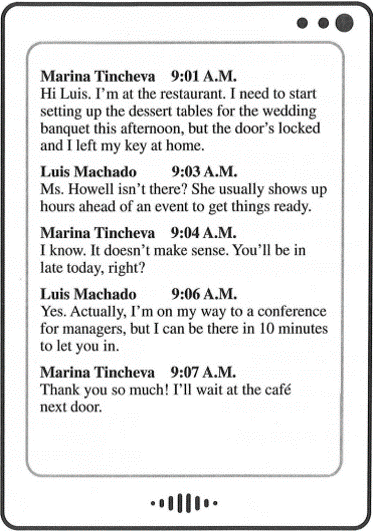 Marina Tincheva 9:01 A.M.
Hi Luis. I'm at the restaurant. I need to start
setting up the dessert tables for the wedding
banquet this afternoon, but the door's locked
and I left my key at home.
Luis Machado 9:03 A.M.
Ms. Howell isn't there? She usually shows up
hours ahead of an event to get things ready.
Marina Tincheva 9:04 A.M.
I know. It doesn't make sense. You'll be in
late today, right?
Luis Machado 9:06 A.M.
Yes. Actually, I'm on my way to a conference
for managers, but I can be there in 10 minutes
to let you in.
Marina Tincheva 9:07 A.M.
Thank you so much! I'll wait at the café
next door.